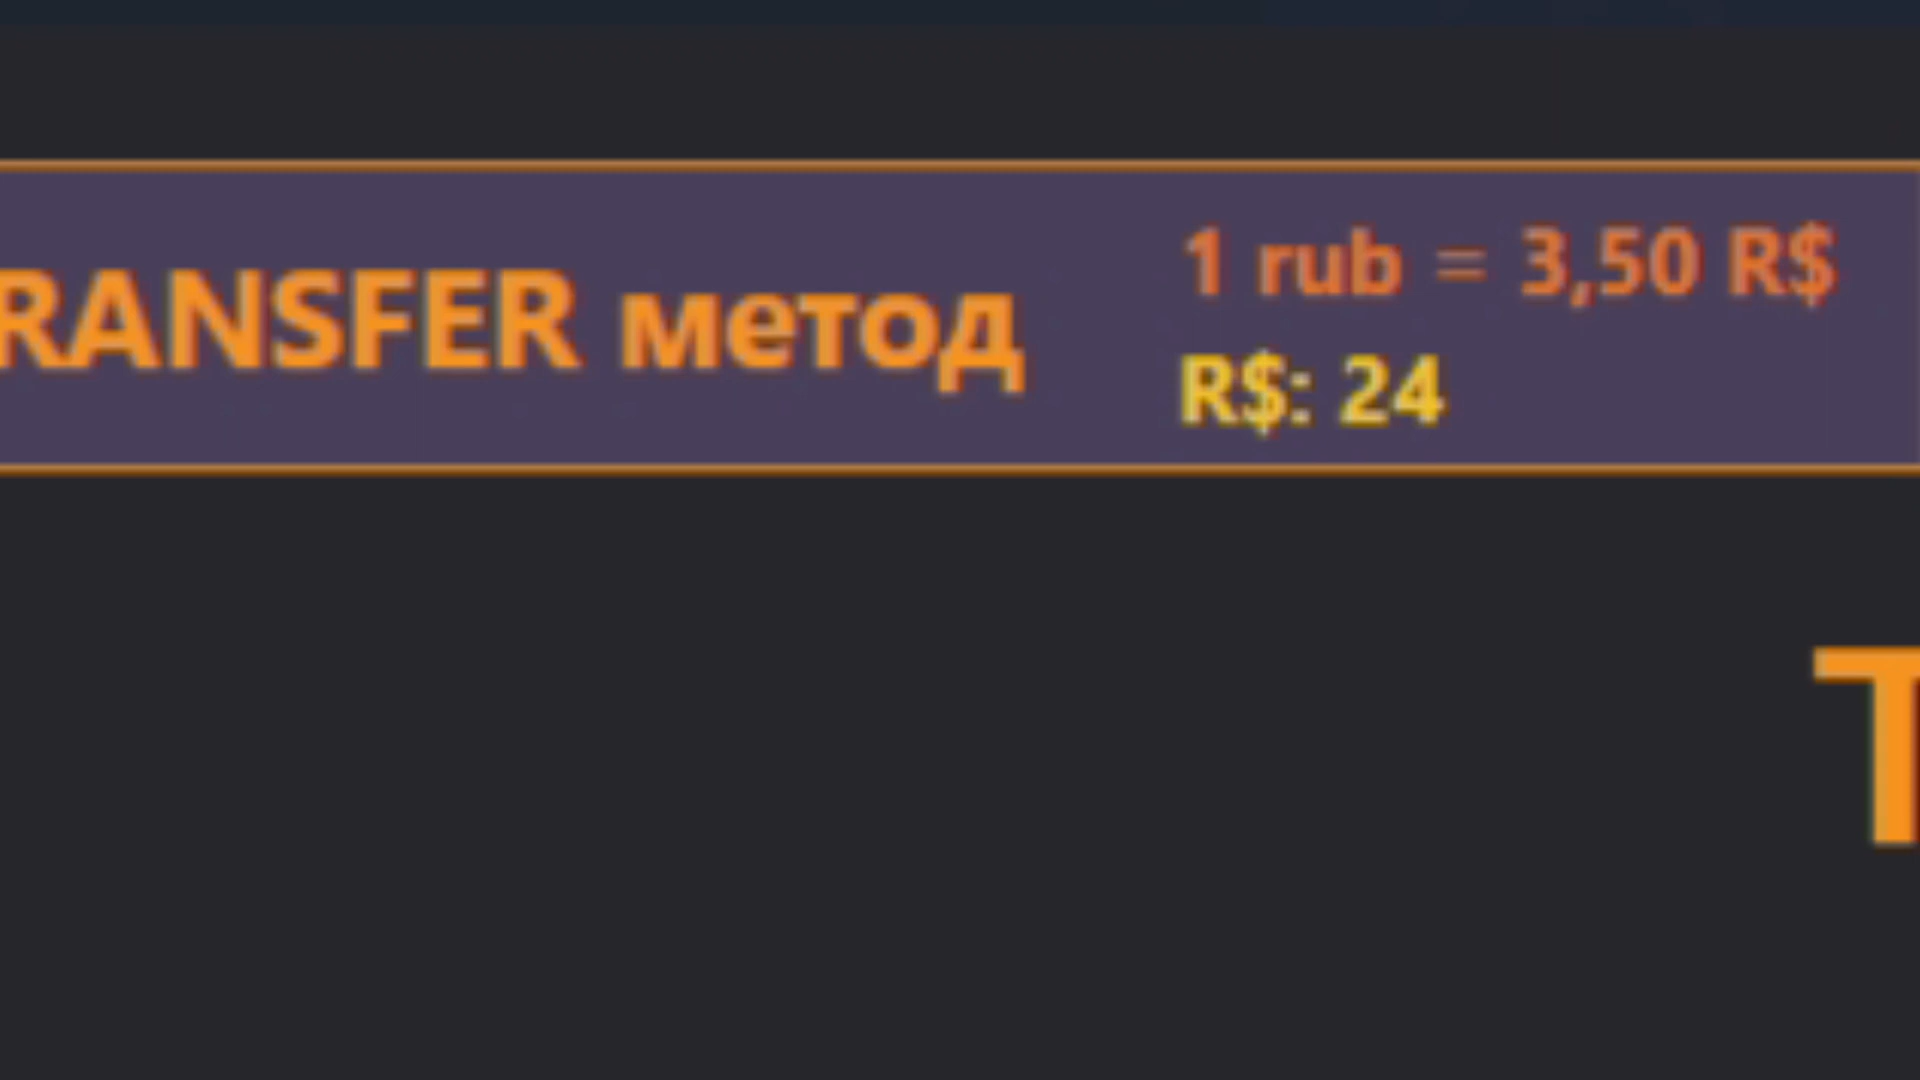 RANSFER метод
1 rub = 3,50 R$
R$: 24
T